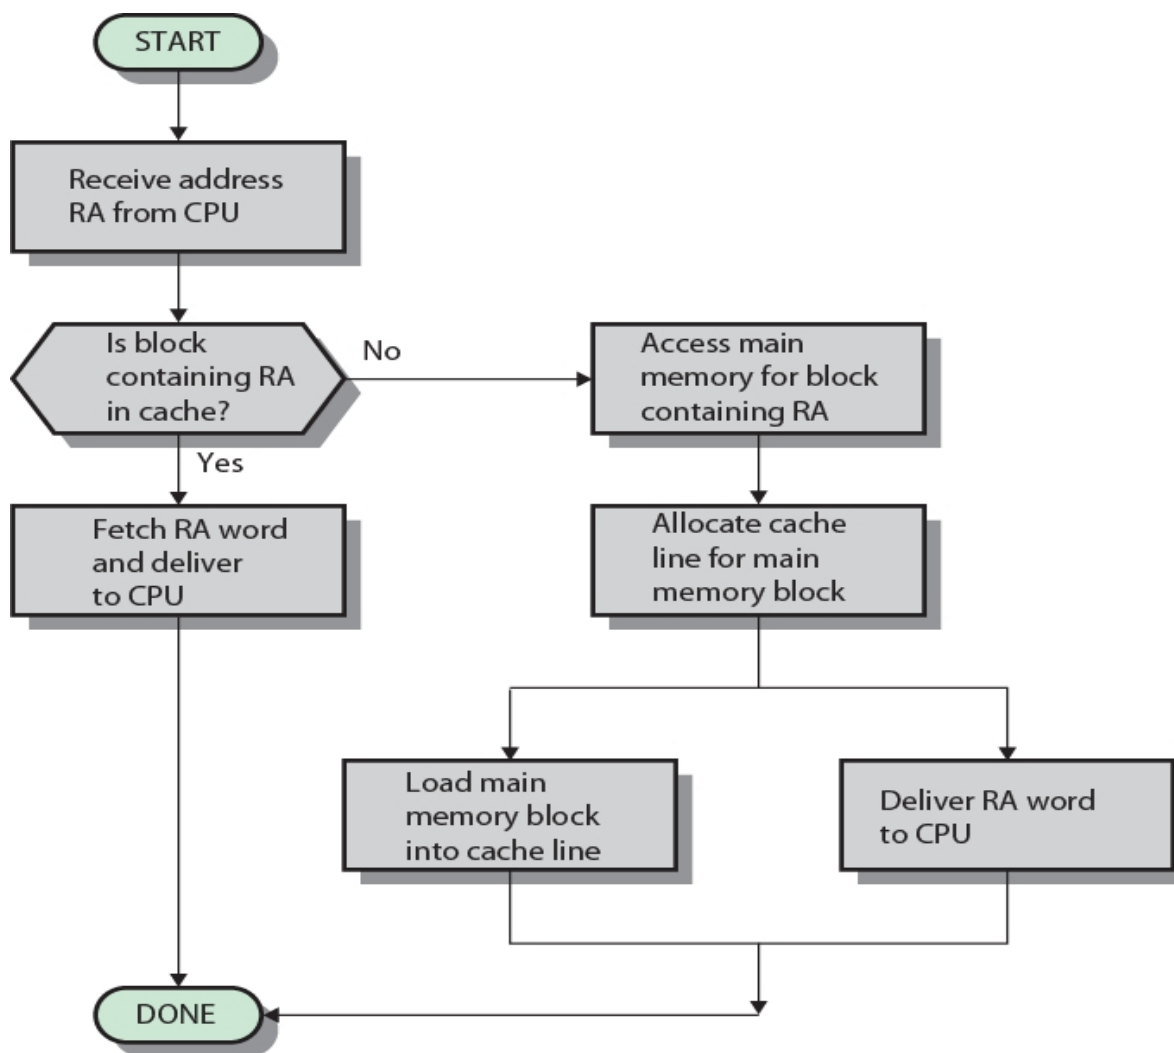 START
Receive address
RA from CPU
Is block
containing RA
in cache?
No
Access main
memory for block
containing RA
Yes
Fetch RA word
and deliver
to CPU
Allocate cache
line for main
memory block
Load main
memory block
into cache line
Deliver RA word
to CPU
DONE